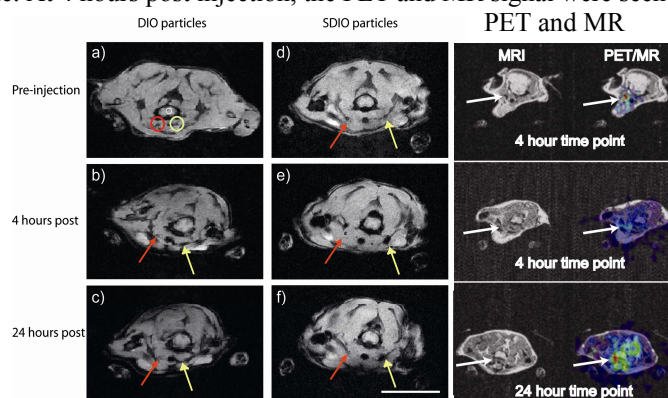 e. At 4 hours post injection, the PET and MR signal were seen
DIO particles
SDIO particles
PET and MR
Pre-injection
4 hours post
24 hours post
a)
b)
c)
d)
e)
f)
MRI
PET/MR
4 hour time point
4 hour time point
24 hour time point